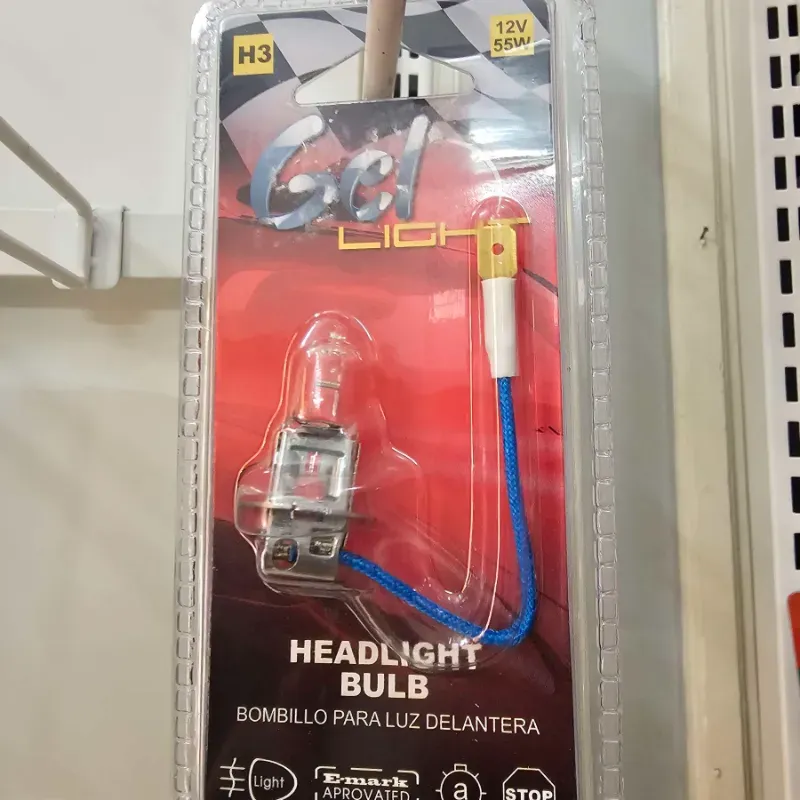 H3
12V
55W
Gel
LIGHT
HEADLIGHT
BULB
BOMBILLO PARA LUZ DELANTERA
Light
E-mark
APROVATED
a
STOP